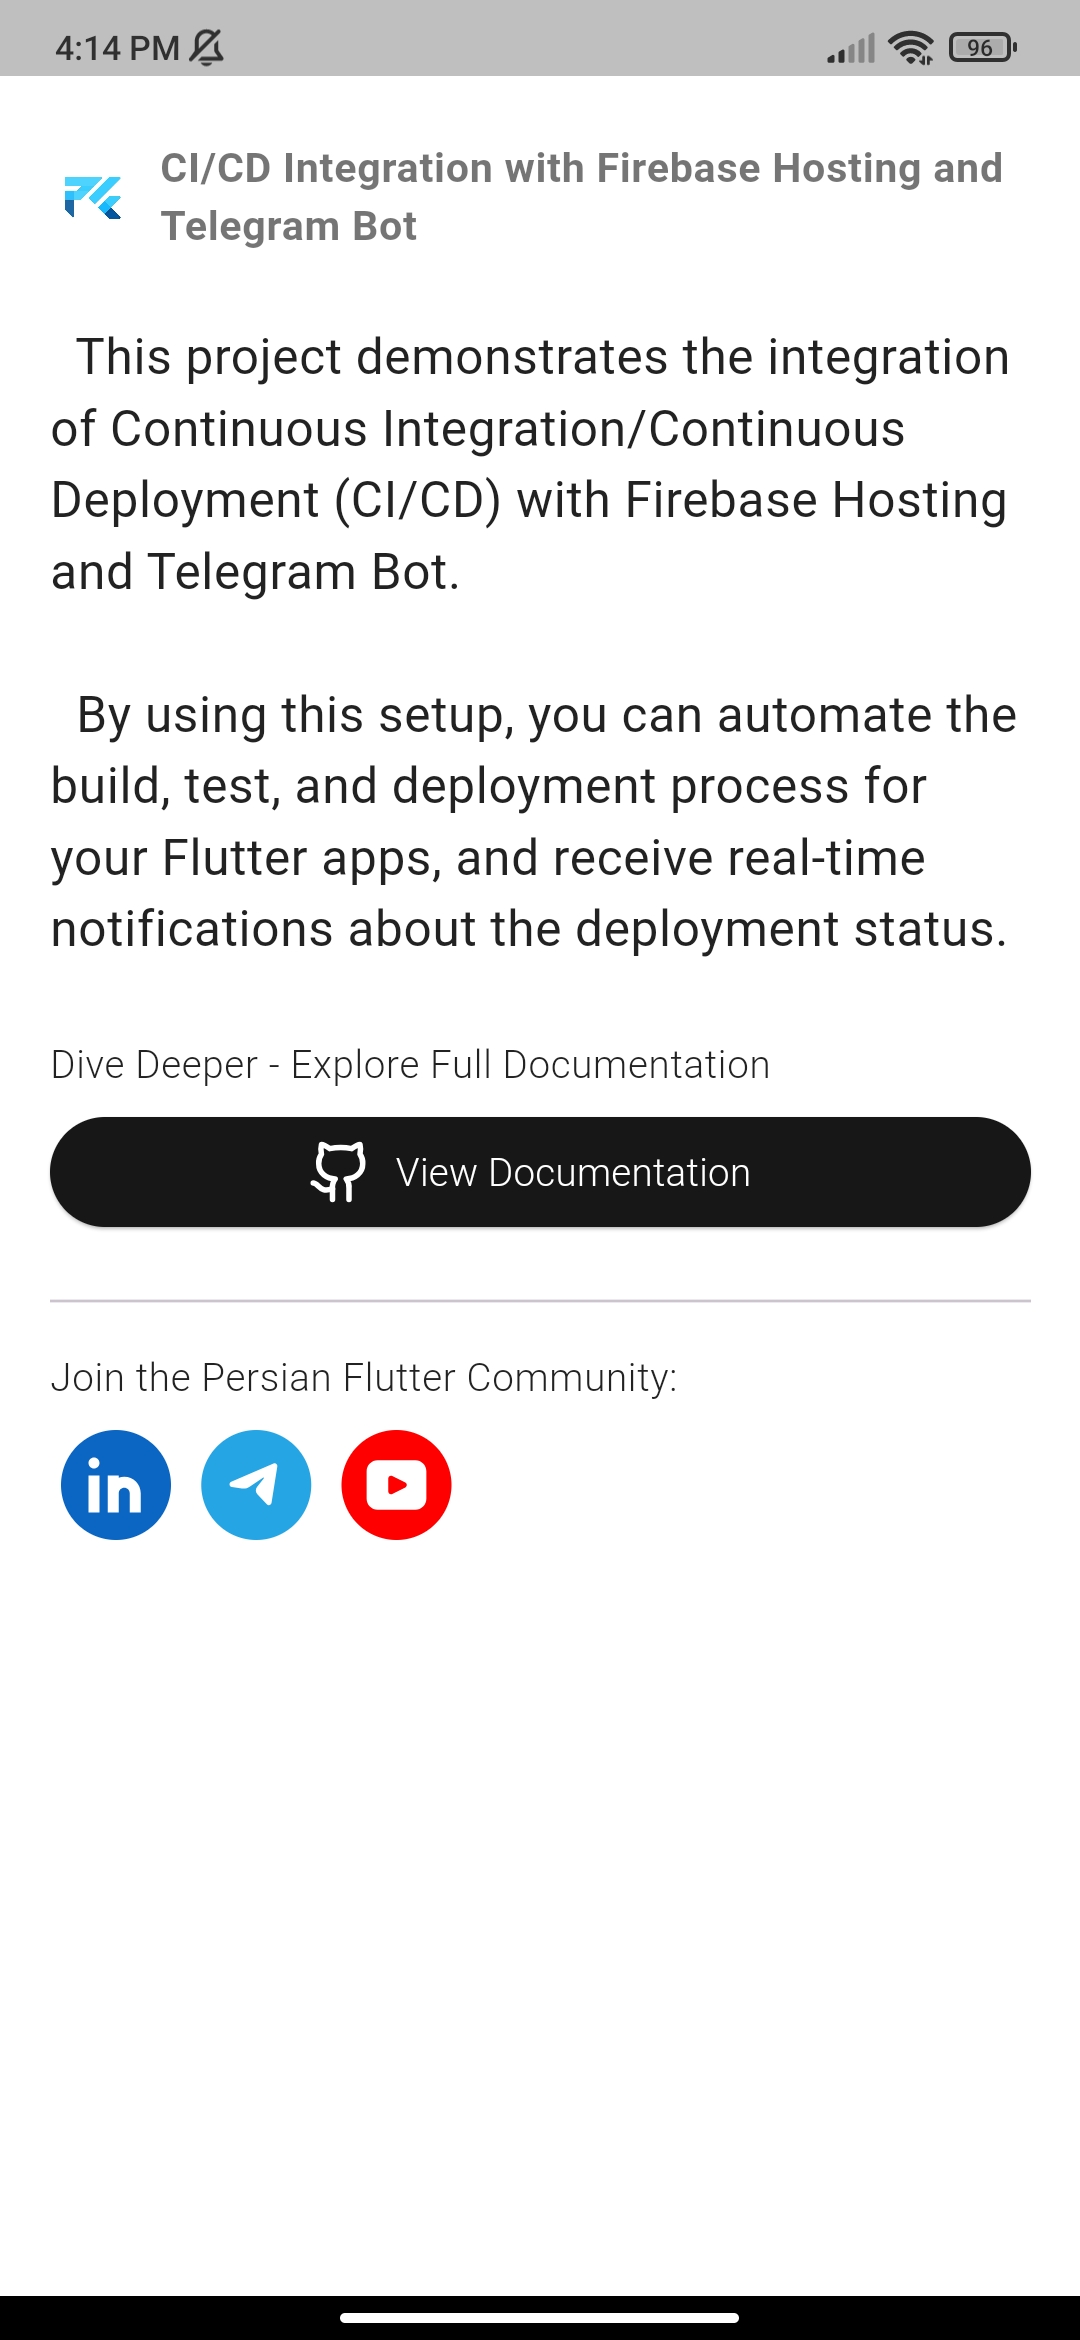 4:14 PM
96
CI/CD Integration with Firebase Hosting and
Telegram Bot
This project demonstrates the integration
of Continuous Integration/Continuous
Deployment (CI/CD) with Firebase Hosting
and Telegram Bot.
By using this setup, you can automate the
build, test, and deployment process for
your Flutter apps, and receive real-time
notifications about the deployment status.
Dive Deeper - Explore Full Documentation
View Documentation
Join the Persian Flutter Community:
in